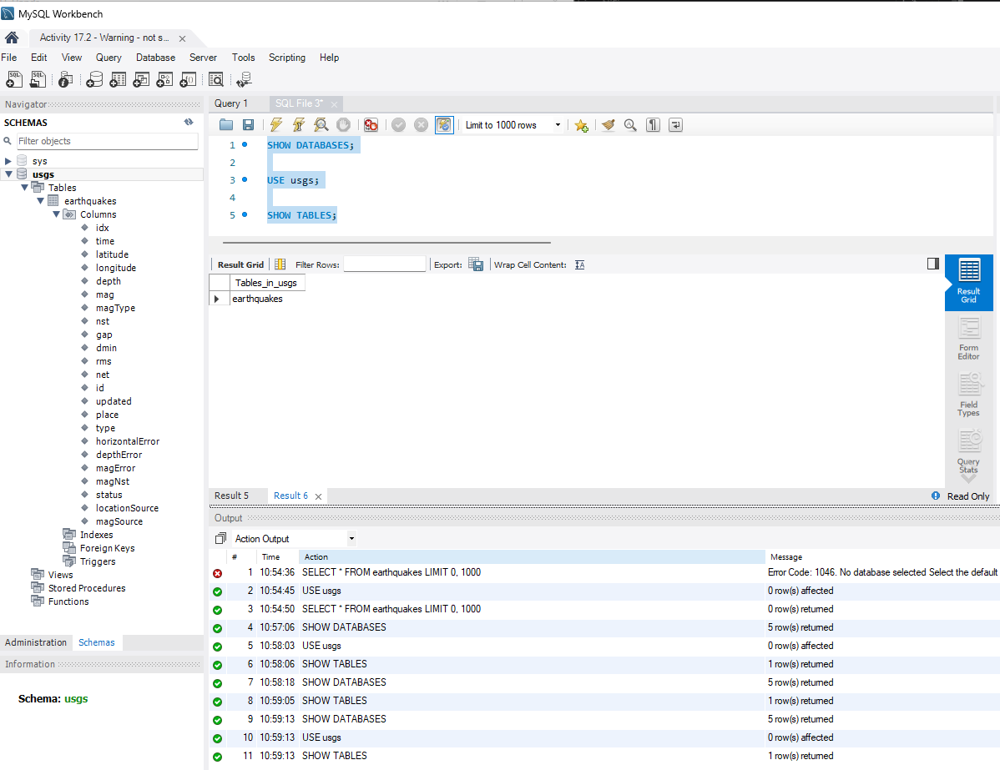 MySQL Workbench
Activity 17.2 - Warning - not s...
File Edit View Query Database Server Tools Scripting Help
Navigator
SCHEMAS
Filter objects
sys
usgs
Tables
earthquakes
Columns
idx
time
latitude
longitude
depth
mag
magType
nst
gap
dmin
rms
net
id
updated
place
type
horizontalError
depthError
magError
magNst
status
locationSource
magSource
Indexes
Foreign Keys
Triggers
Views
Stored Procedures
Functions
Administration Schemas
Information
Schema: usgs
Query 1 SQL File 3*
Limit to 1000 rows
1 SHOW DATABASES;
2
3 USE usgs;
4
5 SHOW TABLES;
Result Grid Filter Rows: Export: Wrap Cell Content:
Tables_in_usgs
earthquakes
Result
Grid
Form
Editor
Field
Types
Query
Stats
Result 5 Result 6 Read Only
Output
Action Output
# Time Action Message
1 10:54:36 SELECT * FROM earthquakes LIMIT 0, 1000 Error Code: 1046. No database selected Select the default
2 10:54:45 USE usgs 0 row(s) affected
3 10:54:50 SELECT * FROM earthquakes LIMIT 0, 1000 0 row(s) returned
4 10:57:06 SHOW DATABASES 5 row(s) returned
5 10:58:03 USE usgs 0 row(s) affected
6 10:58:06 SHOW TABLES 1 row(s) returned
7 10:58:18 SHOW DATABASES 5 row(s) returned
8 10:59:05 SHOW TABLES 1 row(s) returned
9 10:59:13 SHOW DATABASES 5 row(s) returned
10 10:59:13 USE usgs 0 row(s) affected
11 10:59:13 SHOW TABLES 1 row(s) returned